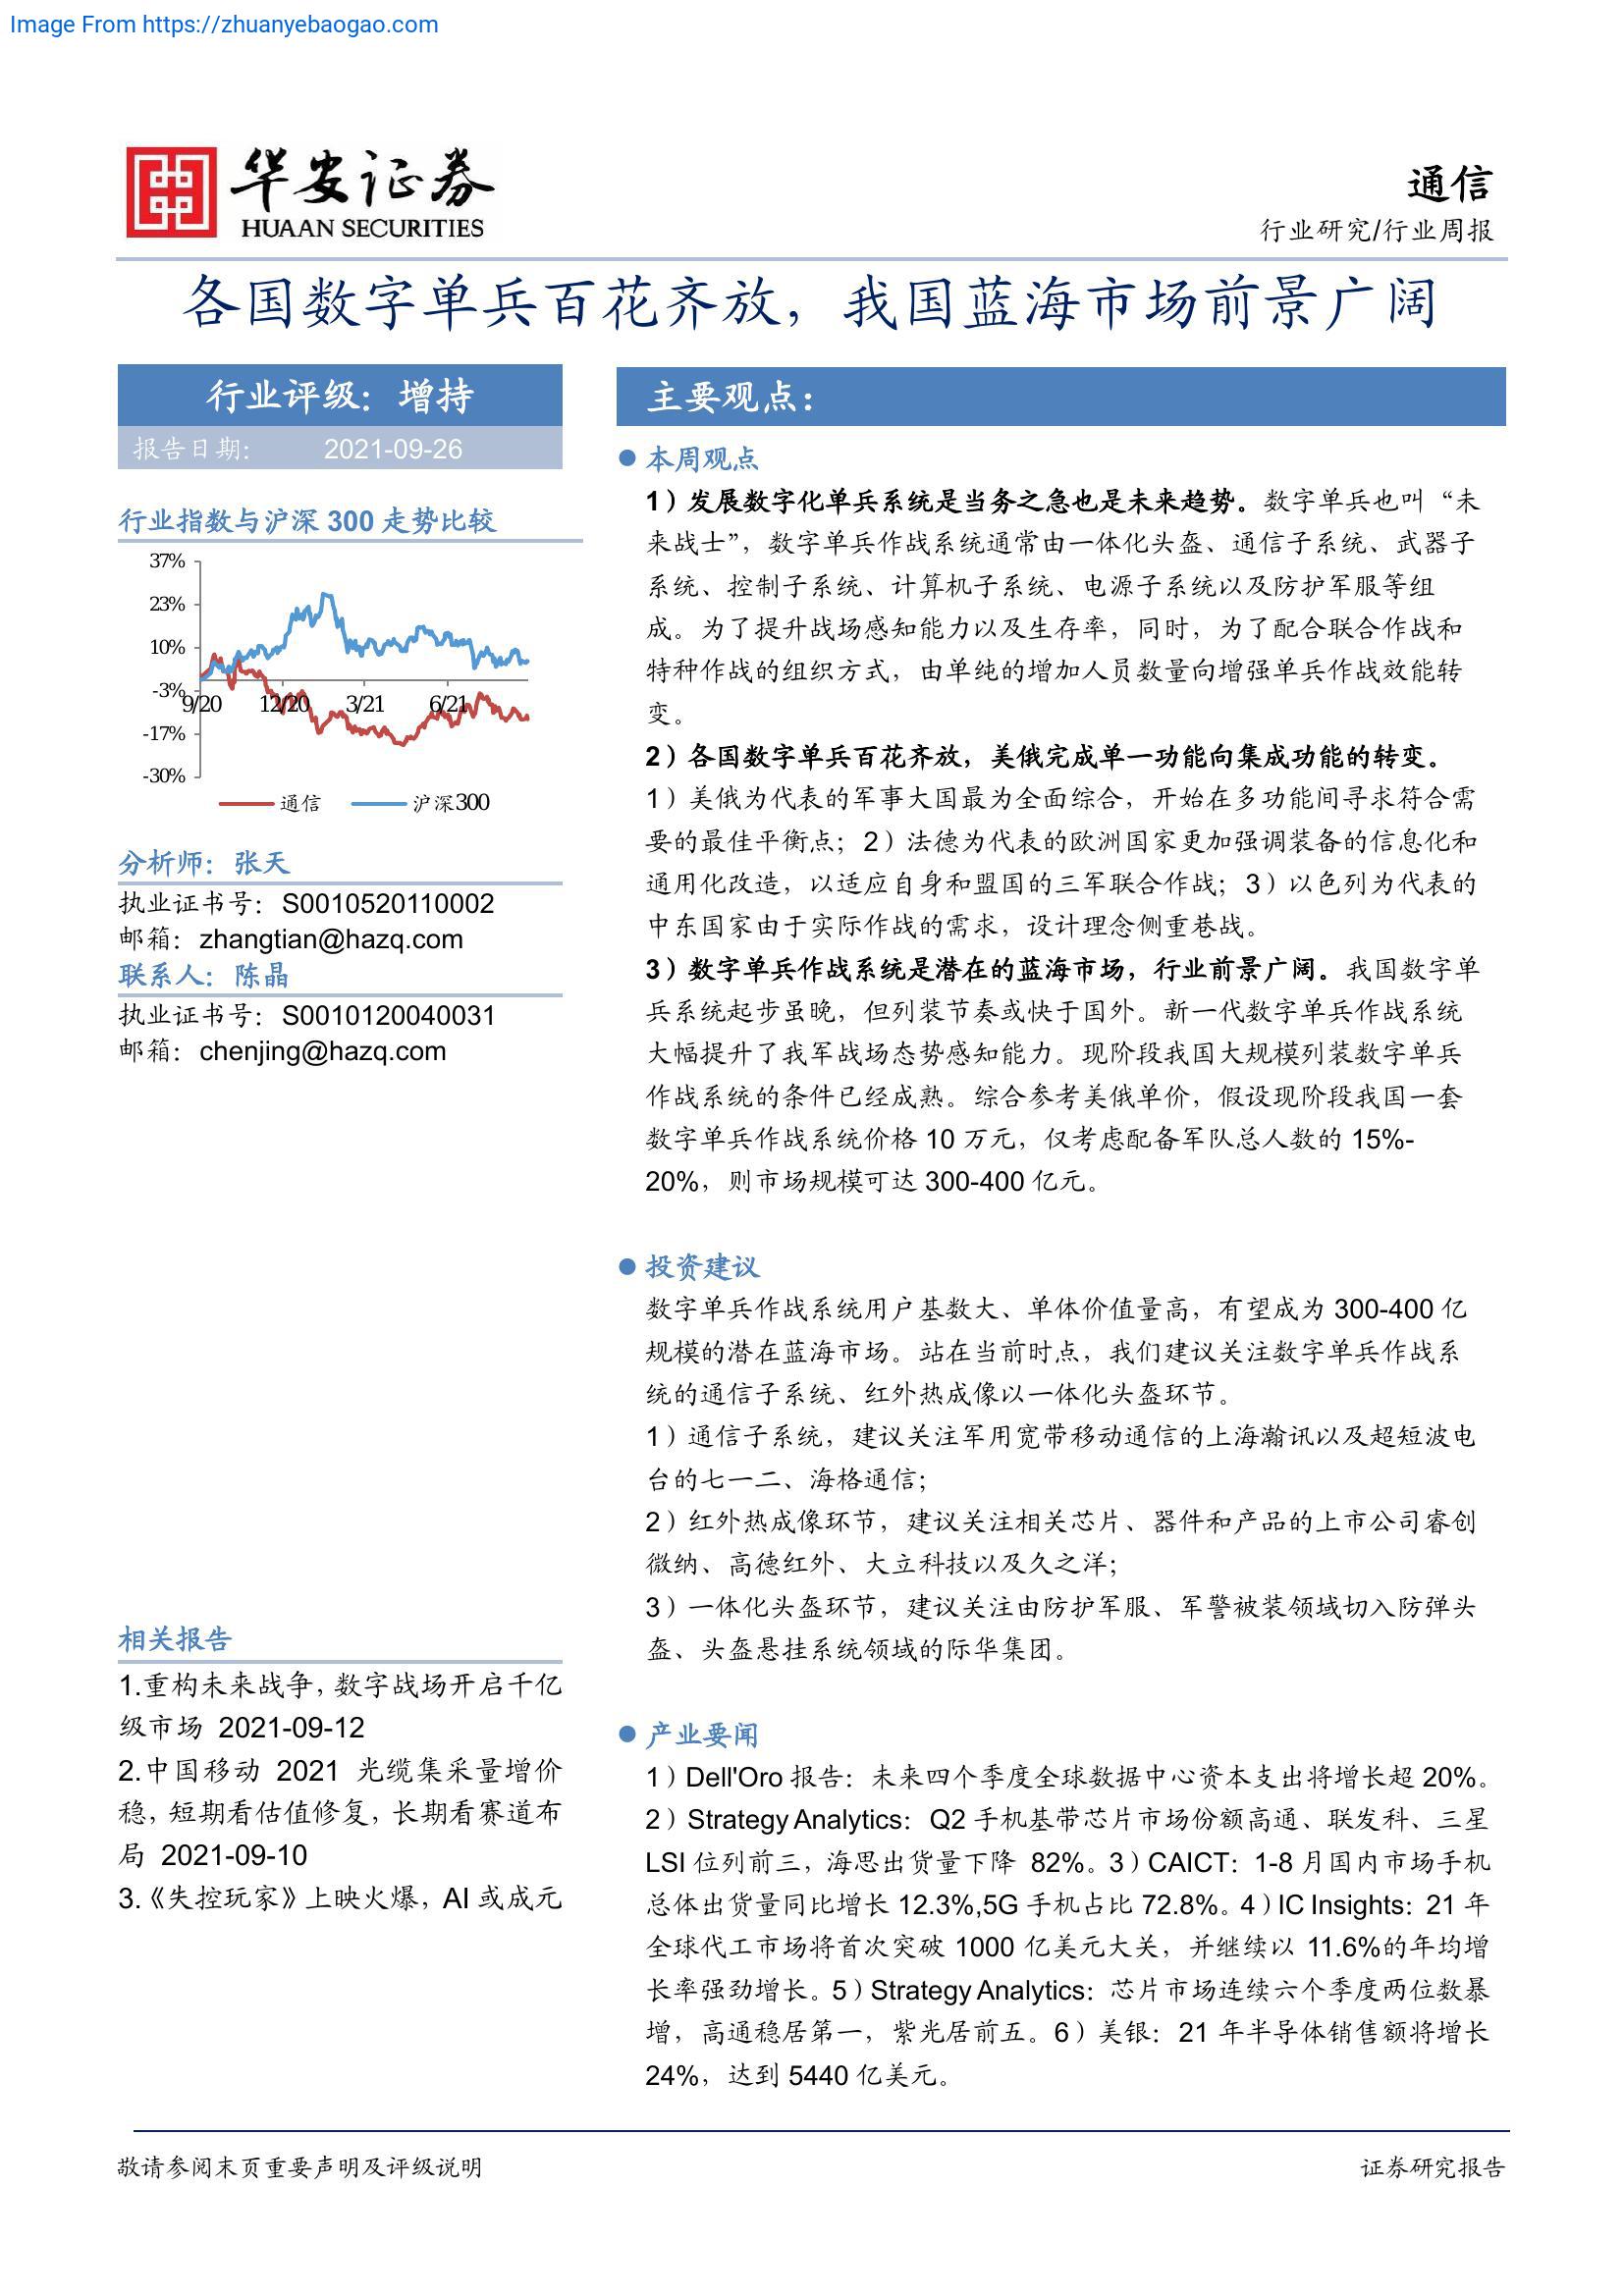 Image From https://zhuanyebaogao.com
华安证券
HUAAN SECURITIES
通信
行业研究/行业周报
各国数字单兵百花齐放，我国蓝海市场前景广阔
行业评级：增持
报告日期： 2021-09-26
行业指数与沪深 300 走势比较
37%
23%
10%
-3%
-17%
-30%
9/20 12/20 3/21 6/21
通信 沪深300
分析师：张天
执业证书号：S0010520110002
邮箱：zhangtian@hazq.com
联系人：陈晶
执业证书号：S0010120040031
邮箱：chenjing@hazq.com
相关报告
1.重构未来战争，数字战场开启千亿
级市场 2021-09-12
2.中国移动 2021 光缆集采量增价
稳，短期看估值修复，长期看赛道布
局 2021-09-10
3.《失控玩家》上映火爆，AI 或成元
主要观点：
本周观点
1）发展数字化单兵系统是当务之急也是未来趋势。数字单兵也叫“未
来战士”，数字单兵作战系统通常由一体化头盔、通信子系统、武器子
系统、控制子系统、计算机子系统、电源子系统以及防护军服等组
成。为了提升战场感知能力以及生存率，同时，为了配合联合作战和
特种作战的组织方式，由单纯的增加人员数量向增强单兵作战效能转
变。
2）各国数字单兵百花齐放，美俄完成单一功能向集成功能的转变。
1）美俄为代表的军事大国最为全面综合，开始在多功能间寻求符合需
要的最佳平衡点；2）法德为代表的欧洲国家更加强调装备的信息化和
通用化改造，以适应自身和盟国的三军联合作战；3）以色列为代表的
中东国家由于实际作战的需求，设计理念侧重巷战。
3）数字单兵作战系统是潜在的蓝海市场，行业前景广阔。我国数字单
兵系统起步虽晚，但列装节奏或快于国外。新一代数字单兵作战系统
大幅提升了我军战场态势感知能力。现阶段我国大规模列装数字单兵
作战系统的条件已经成熟。综合参考美俄单价，假设现阶段我国一套
数字单兵作战系统价格 10 万元，仅考虑配备军队总人数的 15%-
20%，则市场规模可达 300-400 亿元。
投资建议
数字单兵作战系统用户基数大、单体价值量高，有望成为 300-400 亿
规模的潜在蓝海市场。站在当前时点，我们建议关注数字单兵作战系
统的通信子系统、红外热成像以一体化头盔环节。
1）通信子系统，建议关注军用宽带移动通信的上海瀚讯以及超短波电
台的七一二、海格通信；
2）红外热成像环节，建议关注相关芯片、器件和产品的上市公司睿创
微纳、高德红外、大立科技以及久之洋；
3）一体化头盔环节，建议关注由防护军服、军警被装领域切入防弹头
盔、头盔悬挂系统领域的际华集团。
产业要闻
1）Dell'Oro 报告：未来四个季度全球数据中心资本支出将增长超 20%。
2）Strategy Analytics：Q2 手机基带芯片市场份额高通、联发科、三星
LSI 位列前三，海思出货量下降 82%。3）CAICT：1-8 月国内市场手机
总体出货量同比增长 12.3%,5G 手机占比 72.8%。4）IC Insights：21 年
全球代工市场将首次突破 1000 亿美元大关，并继续以 11.6%的年均增
长率强劲增长。5）Strategy Analytics：芯片市场连续六个季度两位数暴
增，高通稳居第一，紫光居前五。6）美银：21 年半导体销售额将增长
24%，达到 5440 亿美元。
敬请参阅末页重要声明及评级说明
证券研究报告